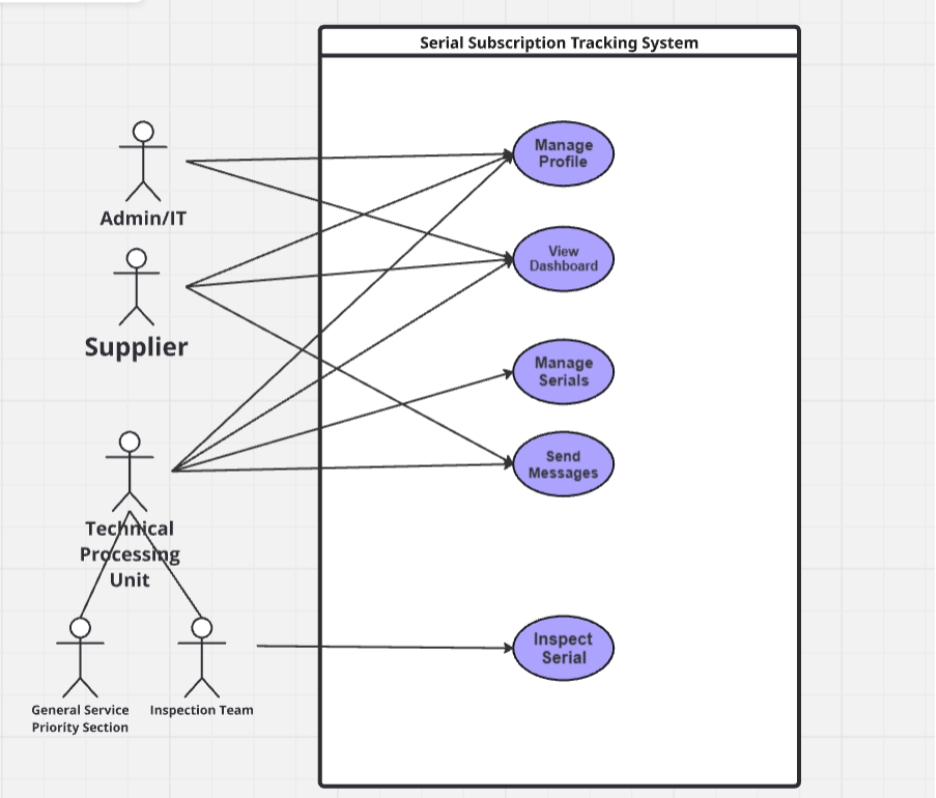 Serial Subscription Tracking System
Manage
Profile
Admin/IT
View
Dashboard
Supplier
Manage
Serials
Send
Messages
Technical
Processing
Unit
Inspect
Serial
General Service
Priority Section
Inspection Team